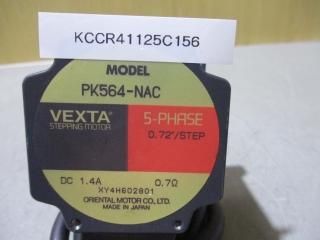 KCCR41125C156
MODEL
PK564-NAC
VEXTA
STEPPING MOTOR
5-PHASE
0.72°/STEP
DC 1.4A 0.7Ω
XY4H602801
ORIENTAL MOTOR CO., LTD.
MADE IN JAPAN